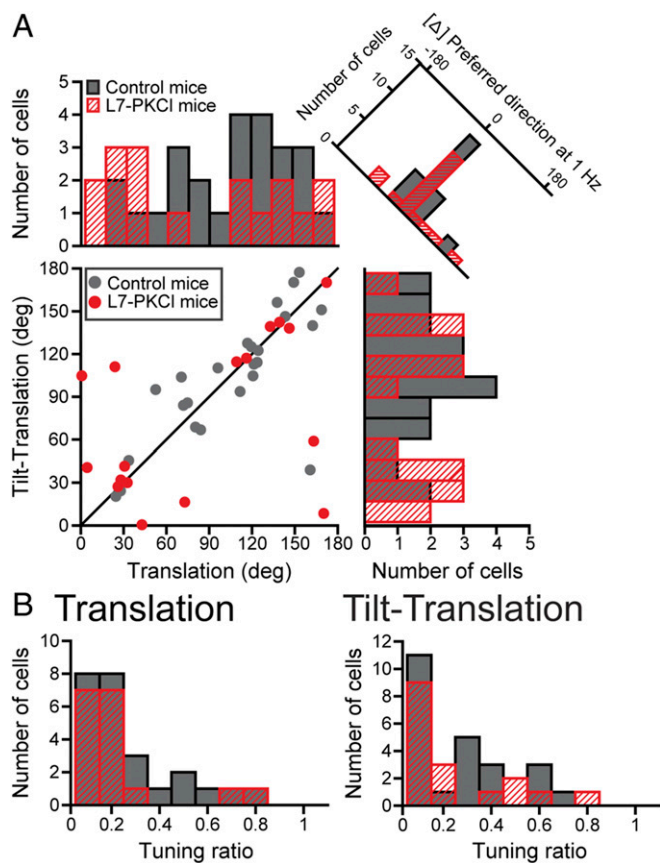 A
Number of cells
5
4
3
2
1
0
Control mice
L7-PKCI mice
Number of cells
0
5
10
15
[Δ] Preferred direction at 1 Hz
-180
0
180
Tilt-Translation (deg)
180
150
120
90
60
30
0
Control mice
L7-PKCI mice
0 30 60 90 120 150 180
Translation (deg)
0 1 2 3 4 5
Number of cells
B Translation
Number of cells
10
8
6
4
2
0
0 0.2 0.4 0.6 0.8 1
Tuning ratio
Tilt-Translation
Number of cells
12
10
8
6
4
2
0
0 0.2 0.4 0.6 0.8 1
Tuning ratio